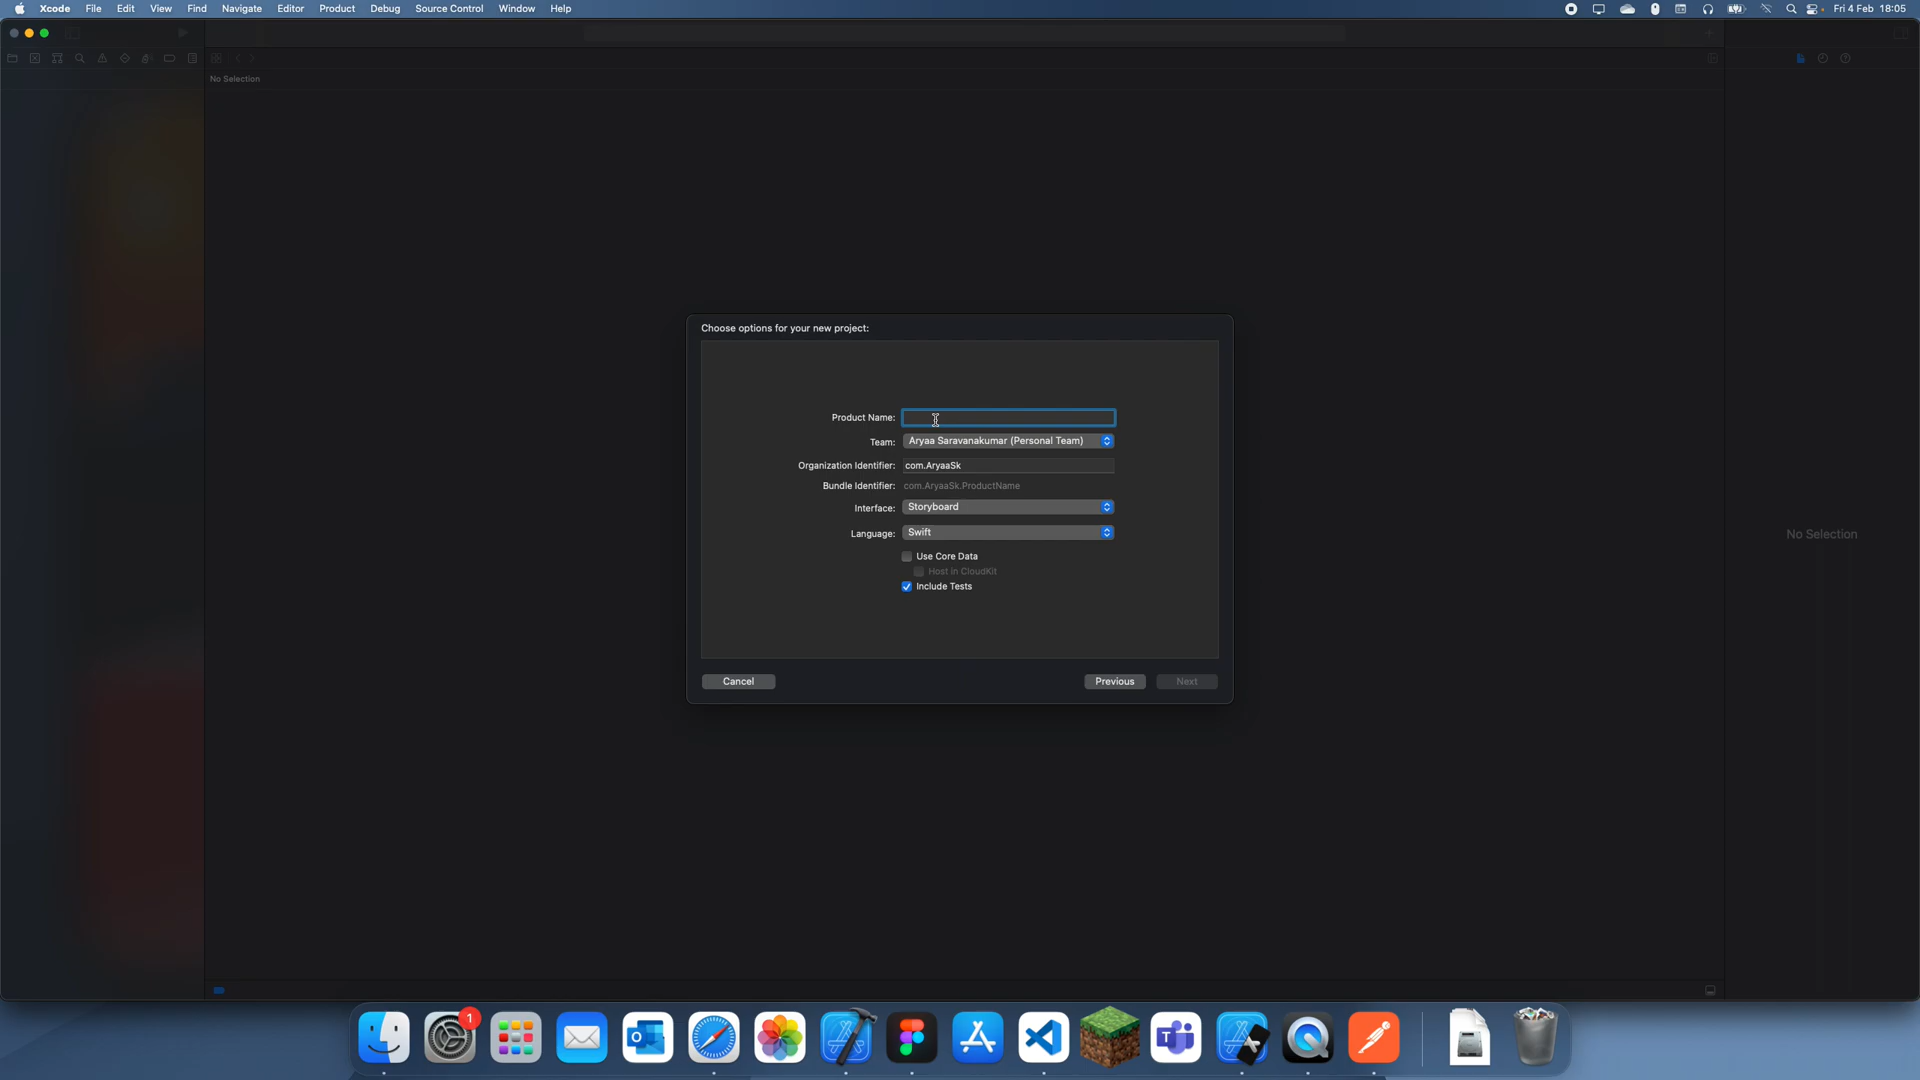 Xcode File Edit View Find Navigate Editor Product Debug Source Control Window Help Fri 4 Feb 18:05
No Selection
Choose options for your new project:
Product Name:
Team: Aryaa Saravanakumar (Personal Team)
Organization Identifier: com.AryaaSk
Bundle Identifier: com.AryaaSk.ProductName
Interface: Storyboard
Language: Swift
No Selection
Use Core Data
Host in CloudKit
Include Tests
Cancel Previous Next
1